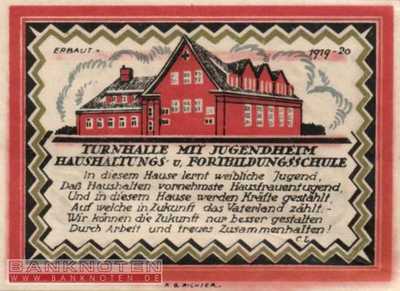 ERBAUT.
1919-20
TURNHALLE MIT JUGENDHEIM
HAUSHALTUNGS- u. FORTBILDUNGSSCHULE
In diesem Hause lernt weibliche Jugend,
Daß Haushalten vornehmste Hausfrauentugend,
Und in diesem Hause werden Kräfte gestählt,
Auf welche in Zukunft das Vaterland zählt.-
Wir können die Zukunft nur besser gestalten
Durch Arbeit und treues Zusammenhalten!
BANKNOTEN
WWW.BANKNOTEN.DE
RICHTER.